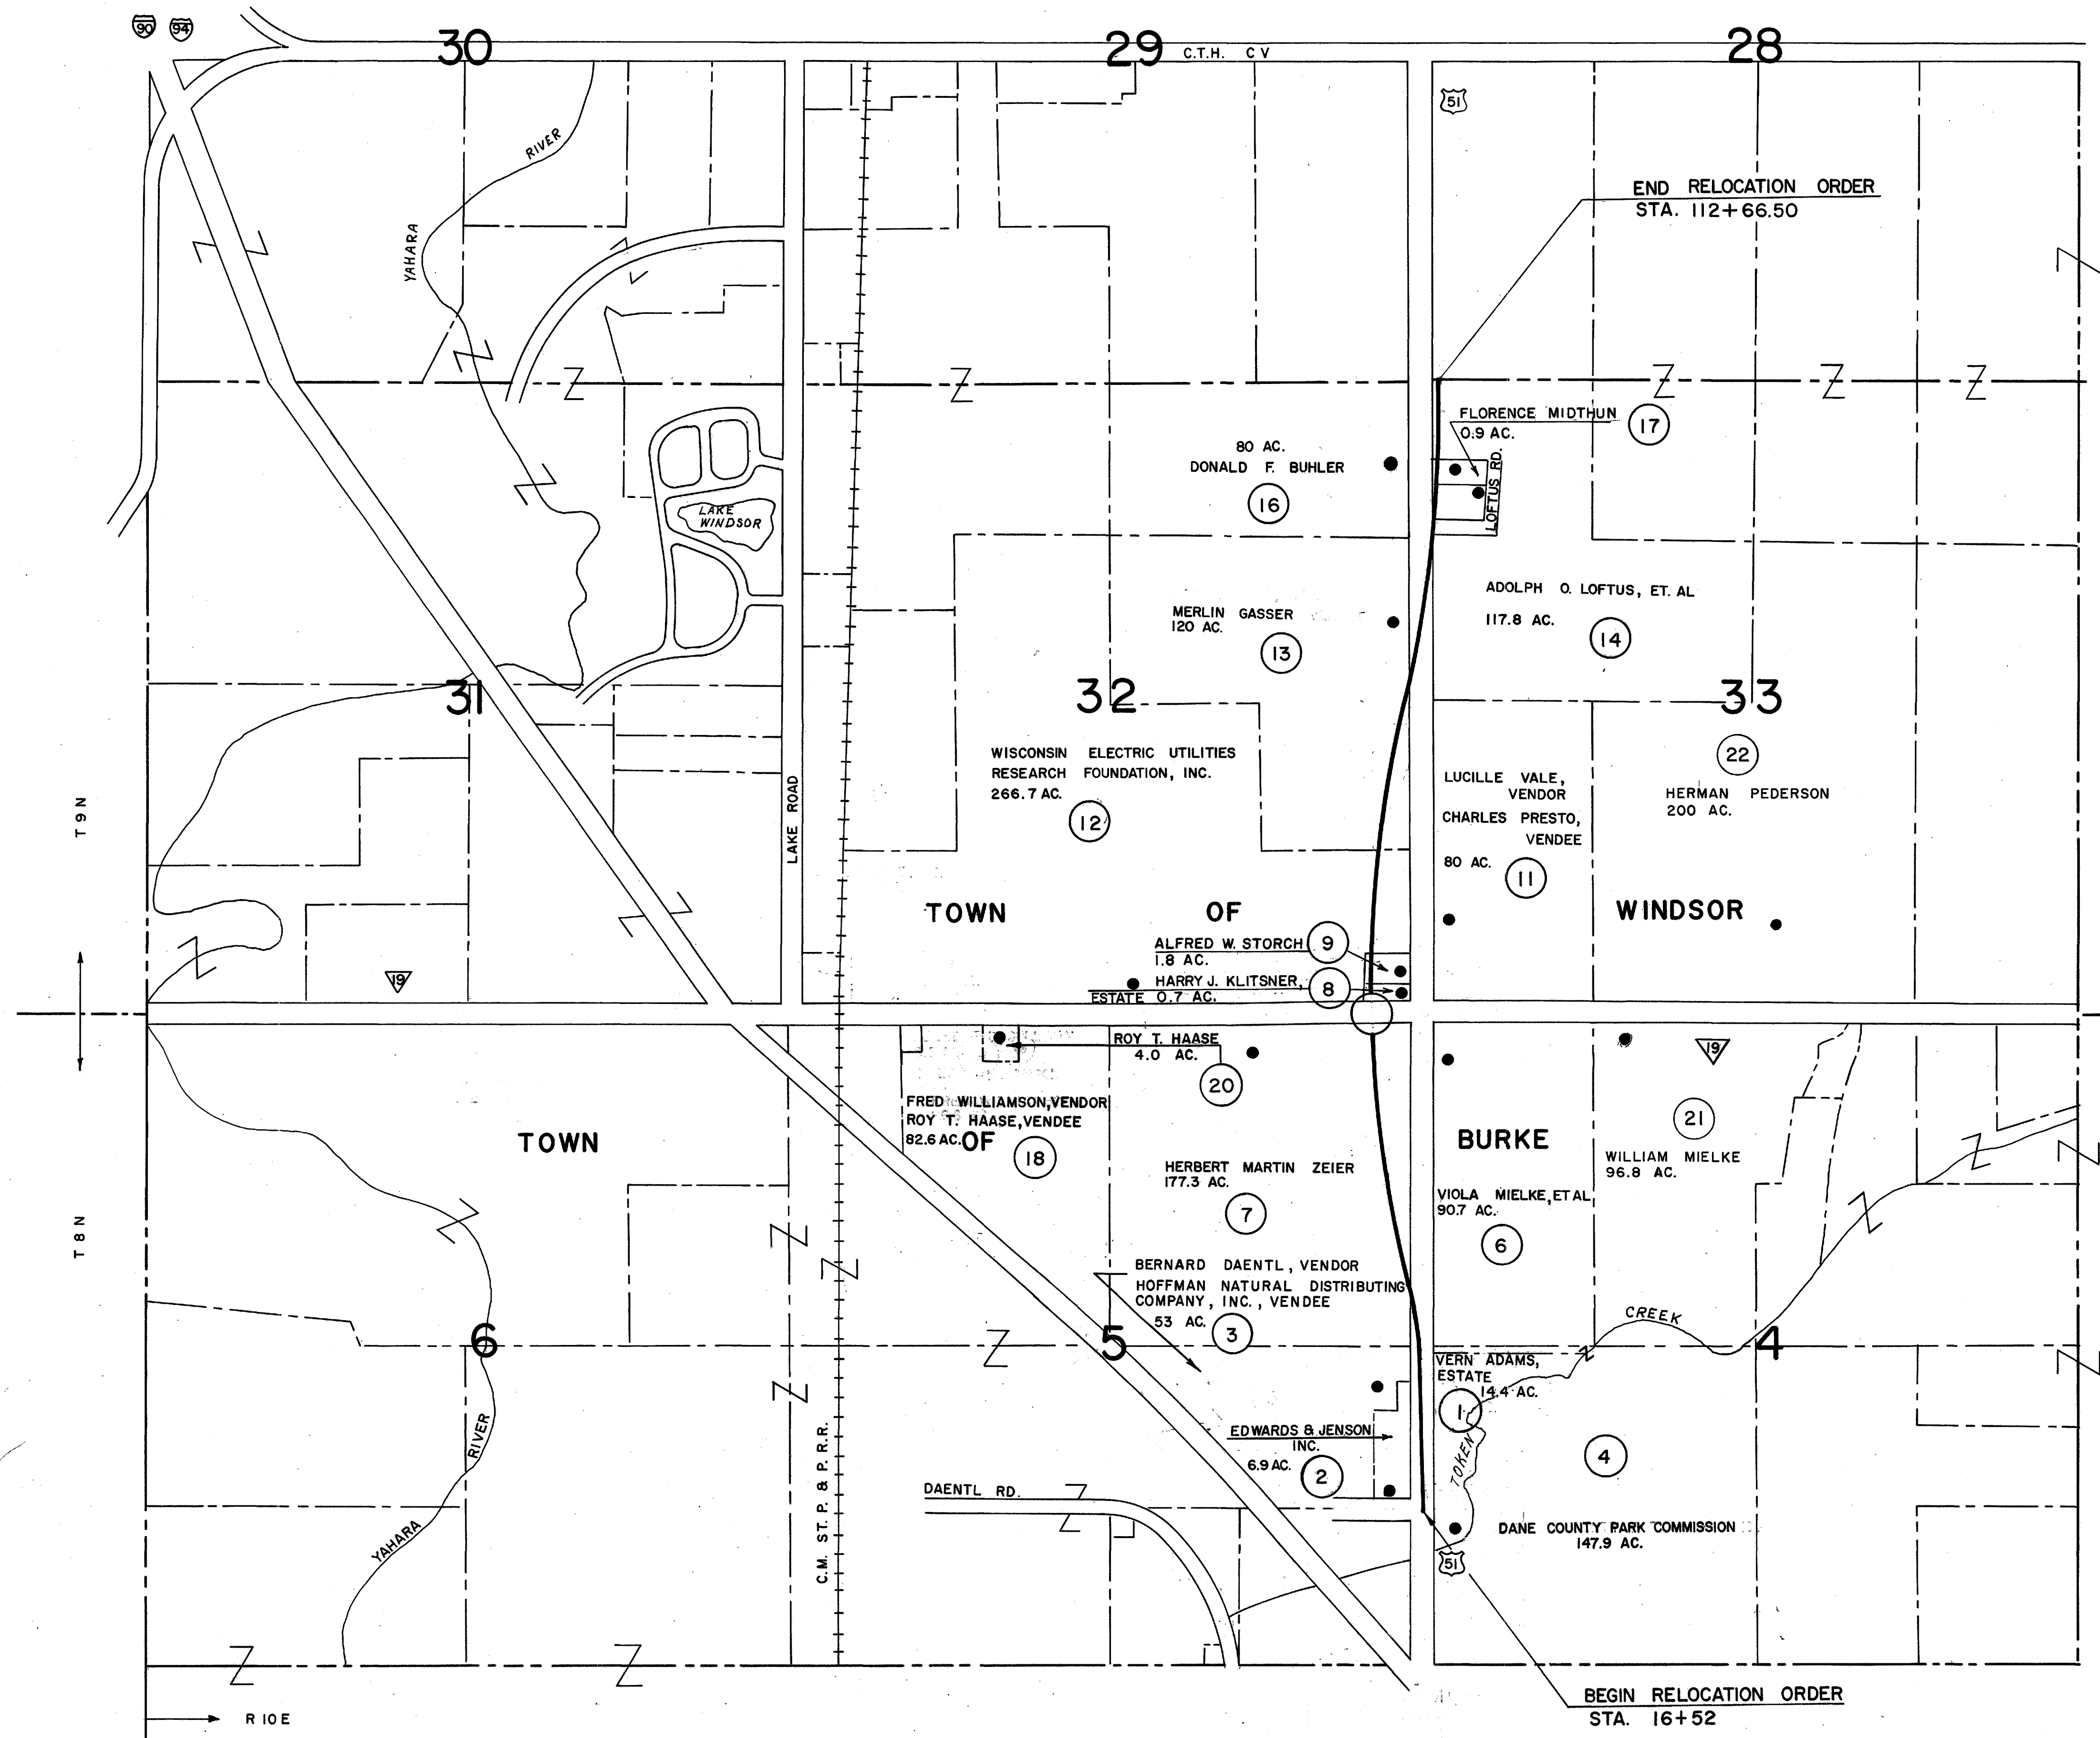 90 94
30
29
C.T.H. C V
28
51
RIVER
YAHARA
END RELOCATION ORDER
STA. 112+66.50
FLORENCE MIDTHUN
0.9 AC.
17
LOFTUS RD.
80 AC.
DONALD F. BUHLER
16
LAKE
WINDSOR
MERLIN GASSER
120 AC.
13
ADOLPH O. LOFTUS, ET. AL
117.8 AC.
14
31
32
33
WISCONSIN ELECTRIC UTILITIES
RESEARCH FOUNDATION, INC.
266.7 AC.
12
22
HERMAN PEDERSON
200 AC.
LUCILLE VALE,
VENDOR
CHARLES PRESTO,
VENDEE
80 AC.
11
LAKE ROAD
T 9 N
TOWN OF WINDSOR
ALFRED W. STORCH
1.8 AC.
9
HARRY J. KLITSNER,
ESTATE 0.7 AC.
8
19
ROY T. HAASE
4.0 AC.
20
19
FRED WILLIAMSON, VENDOR
ROY T. HAASE, VENDEE
82.6 AC.
18
TOWN OF BURKE
21
WILLIAM MIELKE
96.8 AC.
HERBERT MARTIN ZEIER
177.3 AC.
7
VIOLA MIELKE, ET AL
90.7 AC.
6
T 8 N
BERNARD DAENTL, VENDOR
HOFFMAN NATURAL DISTRIBUTING
COMPANY, INC., VENDEE
53 AC.
3
CREEK
6
5
4
VERN ADAMS,
ESTATE
14.4 AC.
1
TOKEN
EDWARDS & JENSON
INC.
6.9 AC.
2
4
RIVER
YAHARA
C.M. ST. P. & P. R.R.
DAENTL RD.
DANE COUNTY PARK COMMISSION
147.9 AC.
51
BEGIN RELOCATION ORDER
STA. 16+52
R 10 E